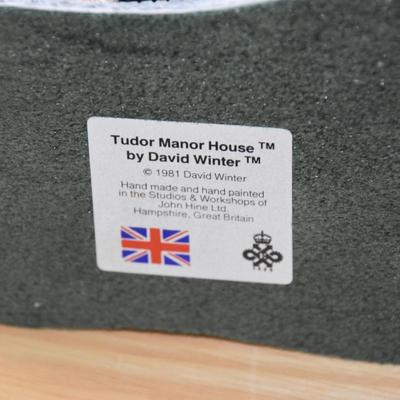 Tudor Manor House ™
by David Winter ™
© 1981 David Winter
Hand made and hand painted
in the Studios & Workshops of
John Hine Ltd.
Hampshire, Great Britain